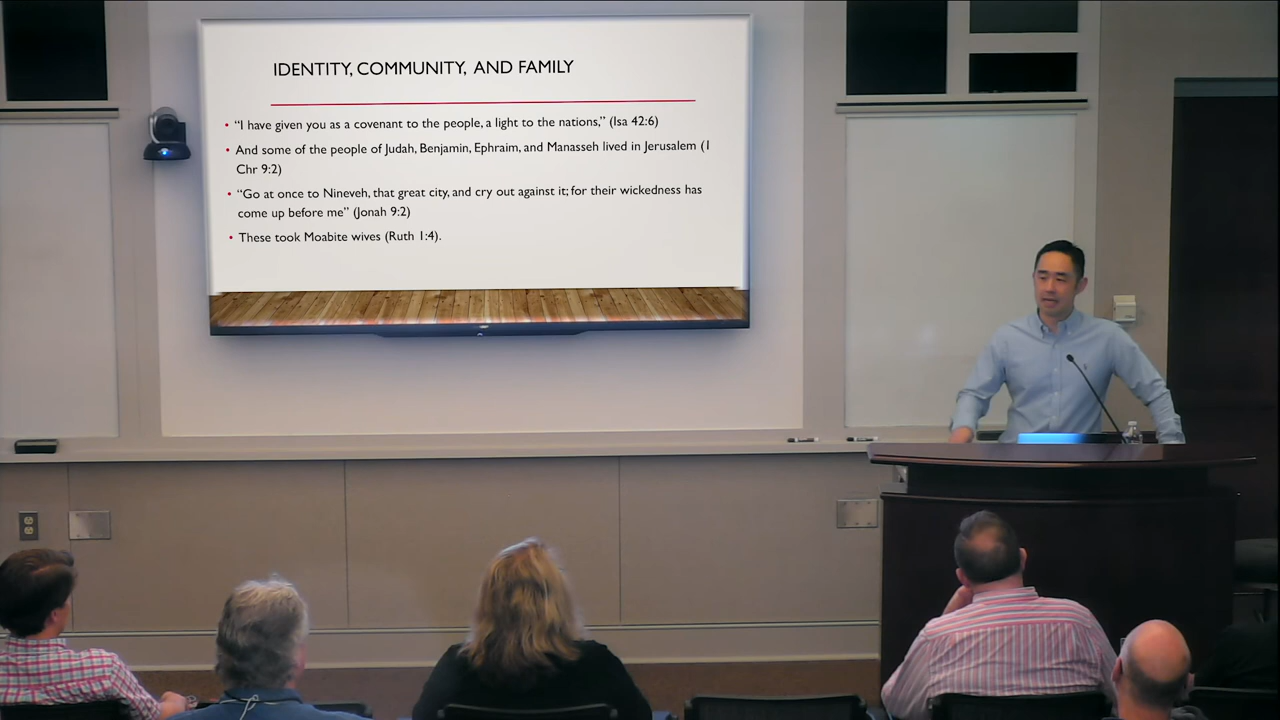 IDENTITY, COMMUNITY, AND FAMILY
• “I have given you as a covenant to the people, a light to the nations,” (Isa 42:6)
• And some of the people of Judah, Benjamin, Ephraim, and Manasseh lived in Jerusalem (1
Chr 9:2)
• “Go at once to Nineveh, that great city, and cry out against it; for their wickedness has
come up before me” (Jonah 9:2)
• These took Moabite wives (Ruth 1:4).